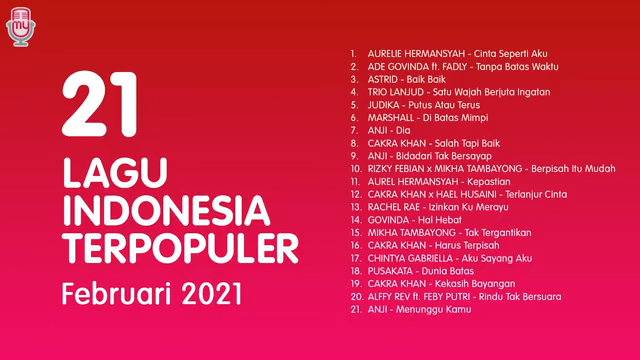 my
21
LAGU
INDONESIA
TERPOPULER
Februari 2021
1. AURELIE HERMANSYAH - Cinta Seperti Aku
2. ADE GOVINDA ft. FADLY - Tanpa Batas Waktu
3. ASTRID - Baik Baik
4. TRIO LANJUD - Satu Wajah Berjuta Ingatan
5. JUDIKA - Putus Atau Terus
6. MARSHALL - Di Batas Mimpi
7. ANJI - Dia
8. CAKRA KHAN - Salah Tapi Baik
9. ANJI - Bidadari Tak Bersayap
10. RIZKY FEBIAN x MIKHA TAMBAYONG - Berpisah Itu Mudah
11. AUREL HERMANSYAH - Kepastian
12. CAKRA KHAN x HAEL HUSAINI - Terlanjur Cinta
13. RACHEL RAE - Izinkan Ku Merayu
14. GOVINDA - Hal Hebat
15. MIKHA TAMBAYONG - Tak Tergantikan
16. CAKRA KHAN - Harus Terpisah
17. CHINTYA GABRIELLA - Aku Sayang Aku
18. PUSAKATA - Dunia Batas
19. CAKRA KHAN - Kekasih Bayangan
20. ALFFY REV ft. FEBY PUTRI - Rindu Tak Bersuara
21. ANJI - Menunggu Kamu